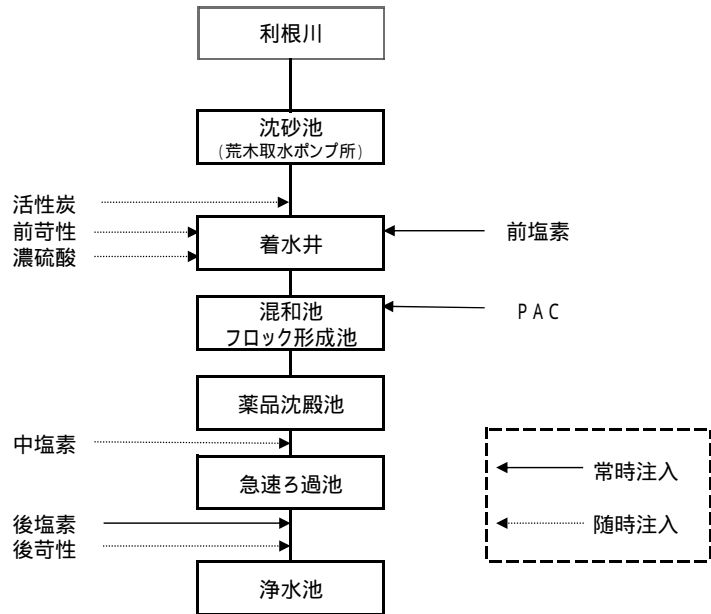 利根川
沈砂池
(荒木取水ポンプ所)
活性炭
前苛性
濃硫酸
着水井
前塩素
混和池
フロック形成池
PAC
薬品沈殿池
中塩素
急速ろ過池
常時注入
後塩素
後苛性
随時注入
浄水池